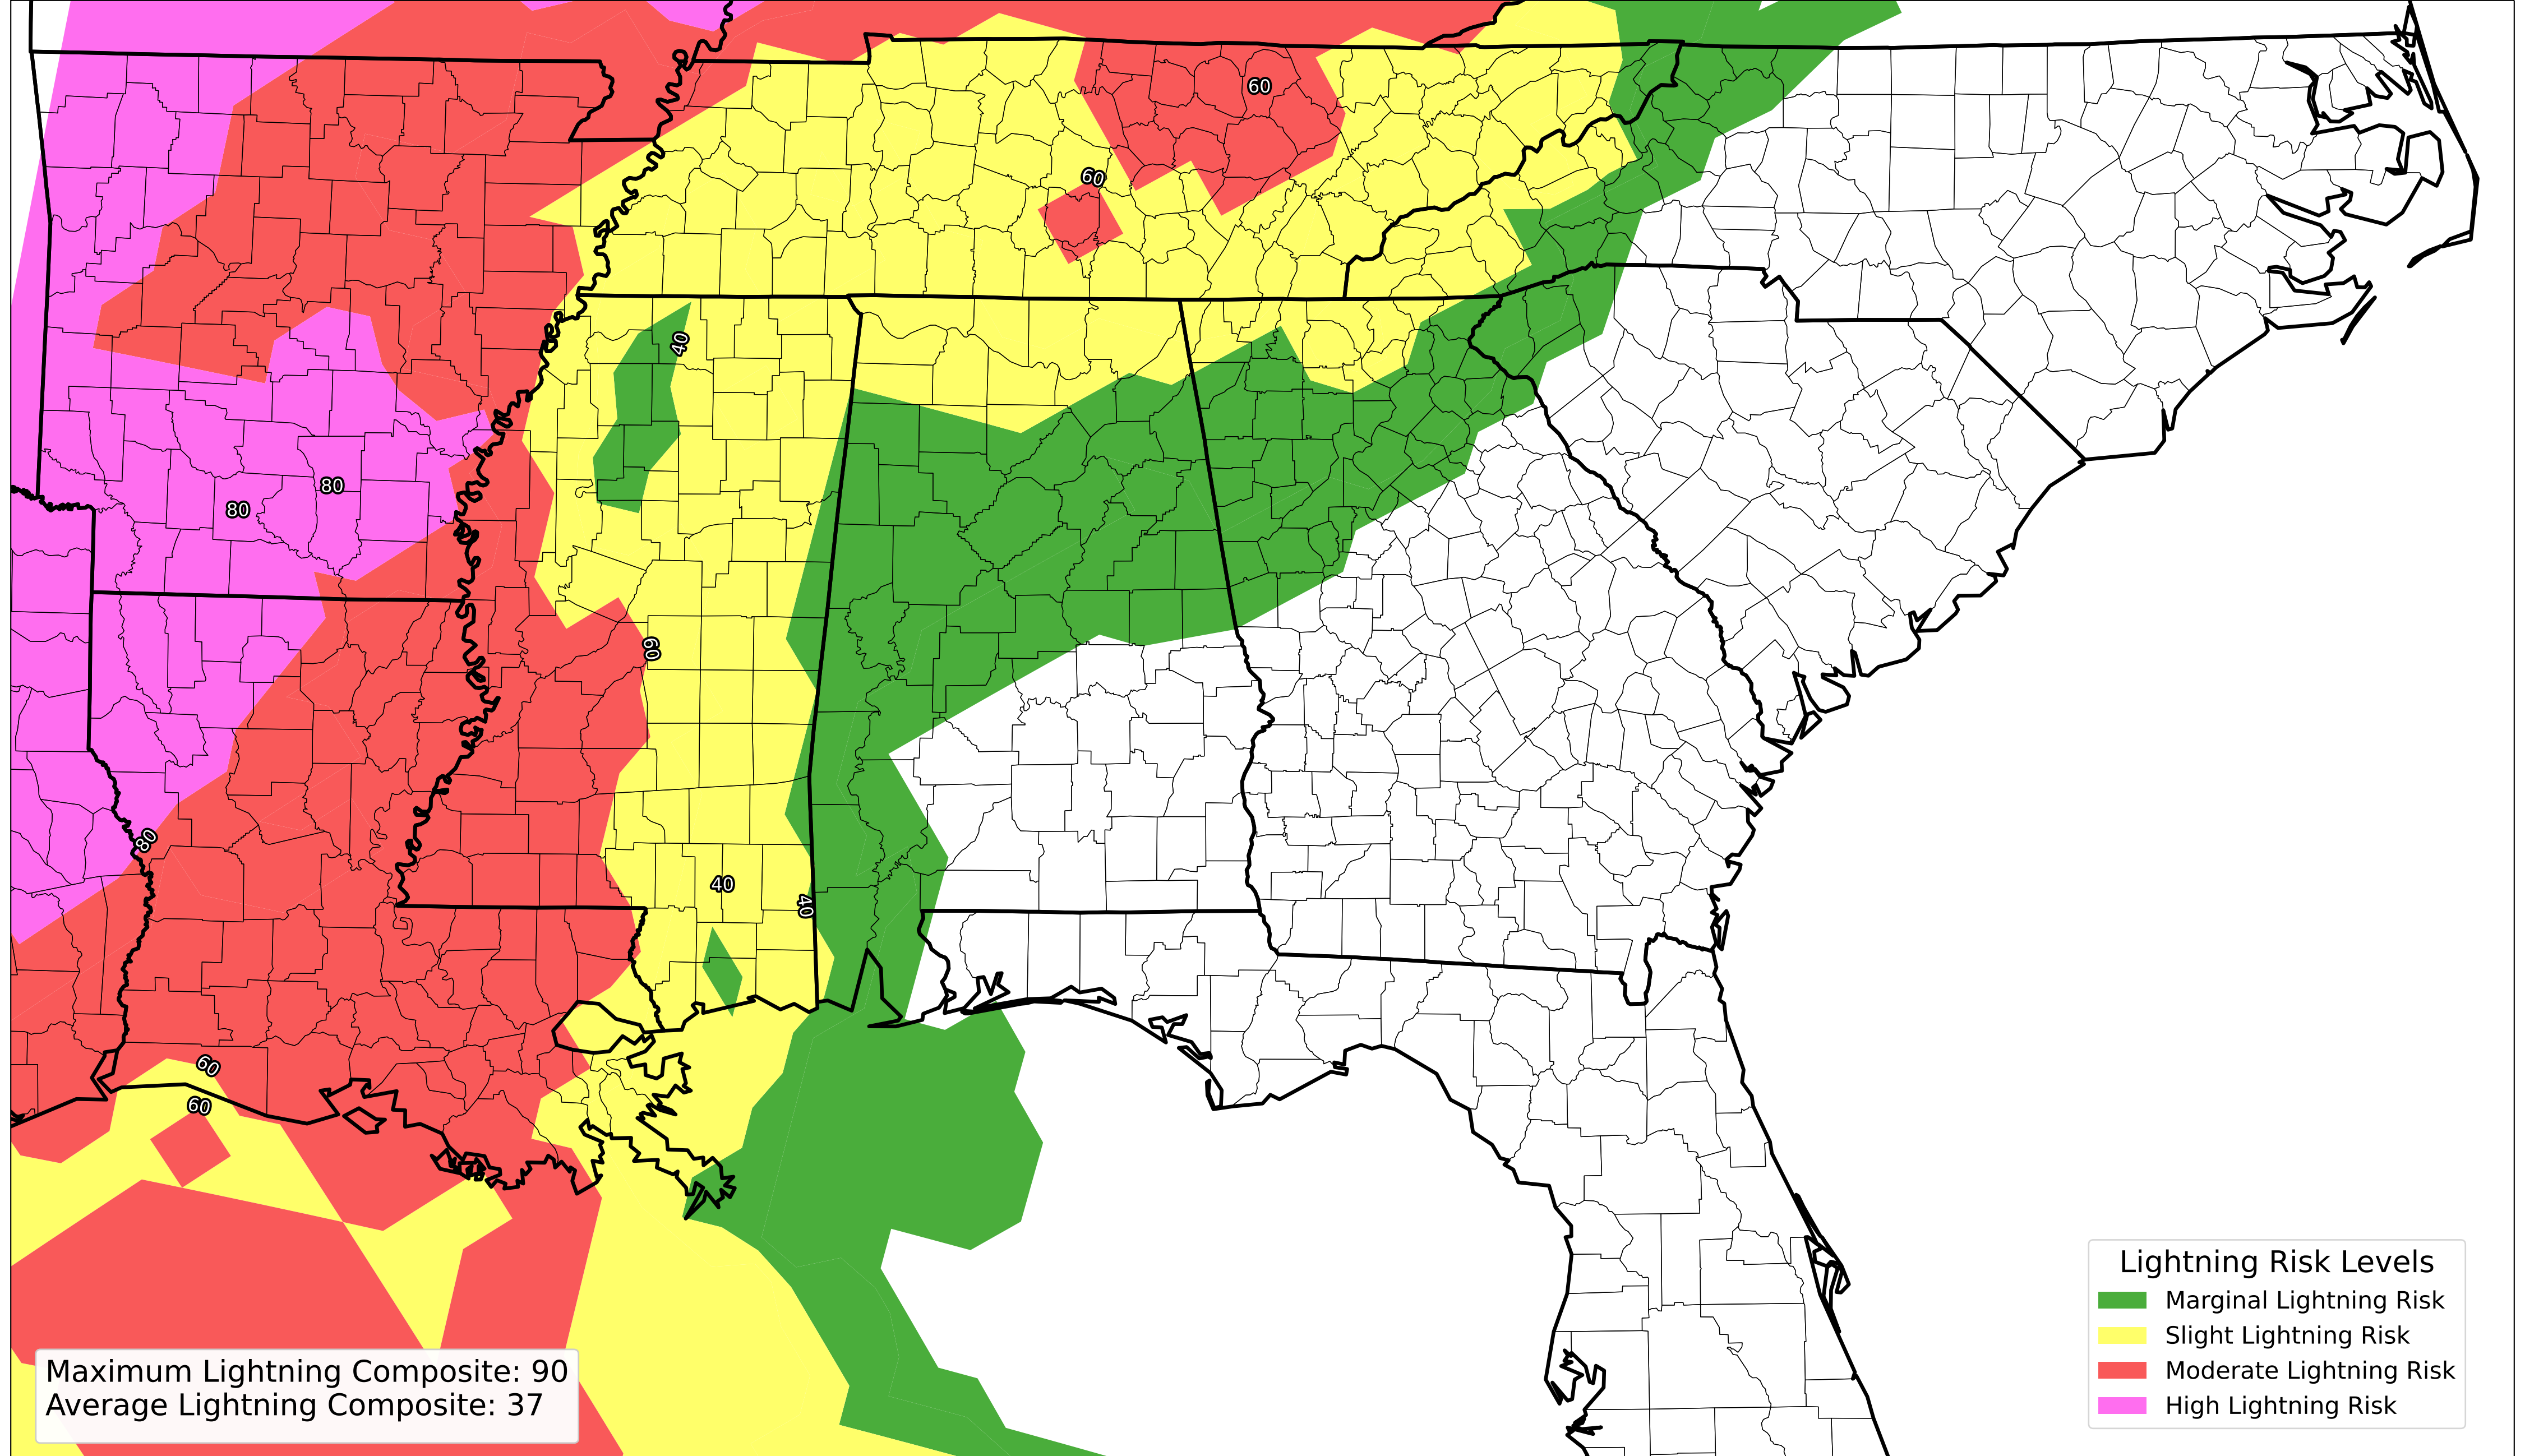 60
60
40
80
80
60
80
40
40
60
60
Lightning Risk Levels
Marginal Lightning Risk
Slight Lightning Risk
Moderate Lightning Risk
High Lightning Risk
Maximum Lightning Composite: 90
Average Lightning Composite: 37